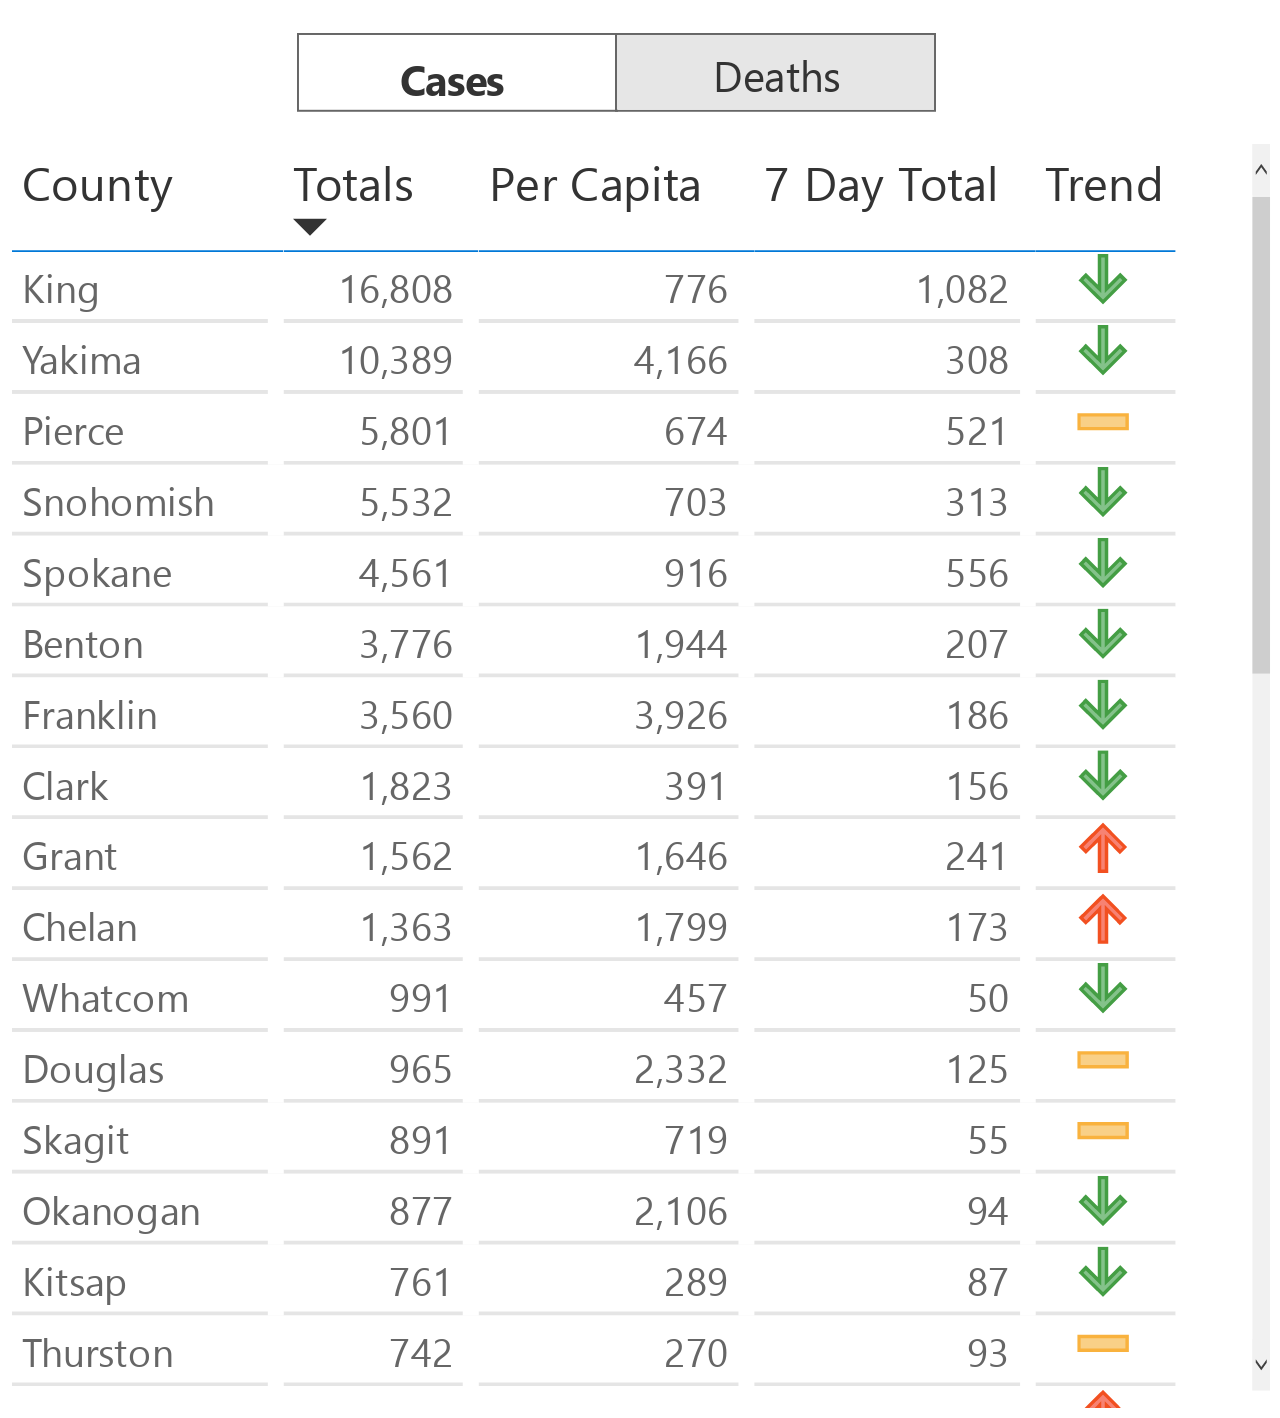 Cases Deaths
County Totals Per Capita 7 Day Total Trend
King 16,808 776 1,082
Yakima 10,389 4,166 308
Pierce 5,801 674 521
Snohomish 5,532 703 313
Spokane 4,561 916 556
Benton 3,776 1,944 207
Franklin 3,560 3,926 186
Clark 1,823 391 156
Grant 1,562 1,646 241
Chelan 1,363 1,799 173
Whatcom 991 457 50
Douglas 965 2,332 125
Skagit 891 719 55
Okanogan 877 2,106 94
Kitsap 761 289 87
Thurston 742 270 93